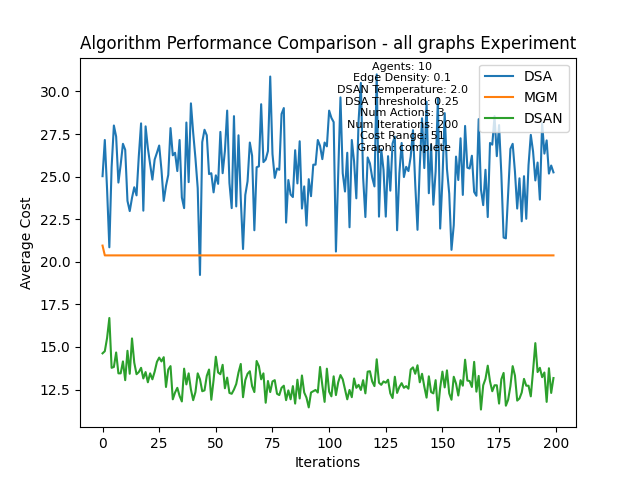 Algorithm Performance Comparison - all graphs Experiment
Agents: 10
Edge Density: 0.1
DSAN Temperature: 2.0
DSA Threshold: 0.25
Num Actions: 3
Num Iterations: 200
Cost Range: 51
Graph: complete
DSA
MGM
DSAN
Average Cost
30.0
27.5
25.0
22.5
20.0
17.5
15.0
12.5
0 25 50 75 100 125 150 175 200
Iterations